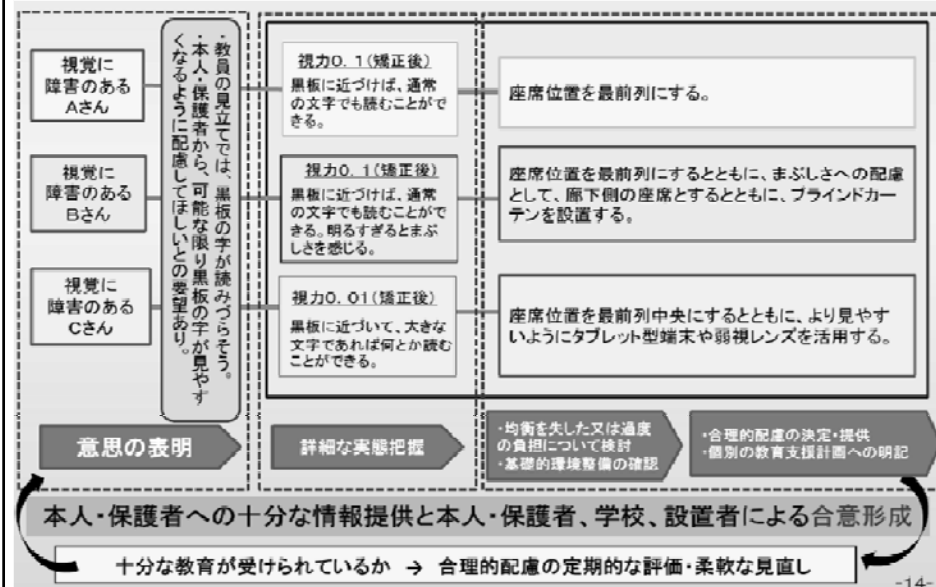 視覚に
障害のある
Aさん
視覚に
障害のある
Bさん
視覚に
障害のある
Cさん
・教員の見立てでは、黒板の字が読みづらそう。
・本人・保護者から、可能な限り黒板の字が見やす
くなるように配慮してほしいとの要望あり。
視力0.1(矯正後)
黒板に近づけば、通常
の文字でも読むことがで
きる。
視力0.1(矯正後)
黒板に近づけば、通常
の文字でも読むことがで
きる。明るすぎるとまぶ
しさを感じる。
視力0.01(矯正後)
黒板に近づいて、大きな
文字であれば何とか読む
ことができる。
座席位置を最前列にする。
座席位置を最前列にするとともに、まぶしさへの配慮
として、廊下側の座席とするとともに、ブラインドカー
テンを設置する。
座席位置を最前列中央にするとともに、より見やす
いようにタブレット型端末や弱視レンズを活用する。
意思の表明
詳細な実態把握
・均衡を失した又は過度
の負担について検討
・基礎的環境整備の確認
・合理的配慮の決定・提供
・個別の教育支援計画への明記
本人・保護者への十分な情報提供と本人・保護者、学校、設置者による合意形成
十分な教育が受けられているか → 合理的配慮の定期的な評価・柔軟な見直し
-14-